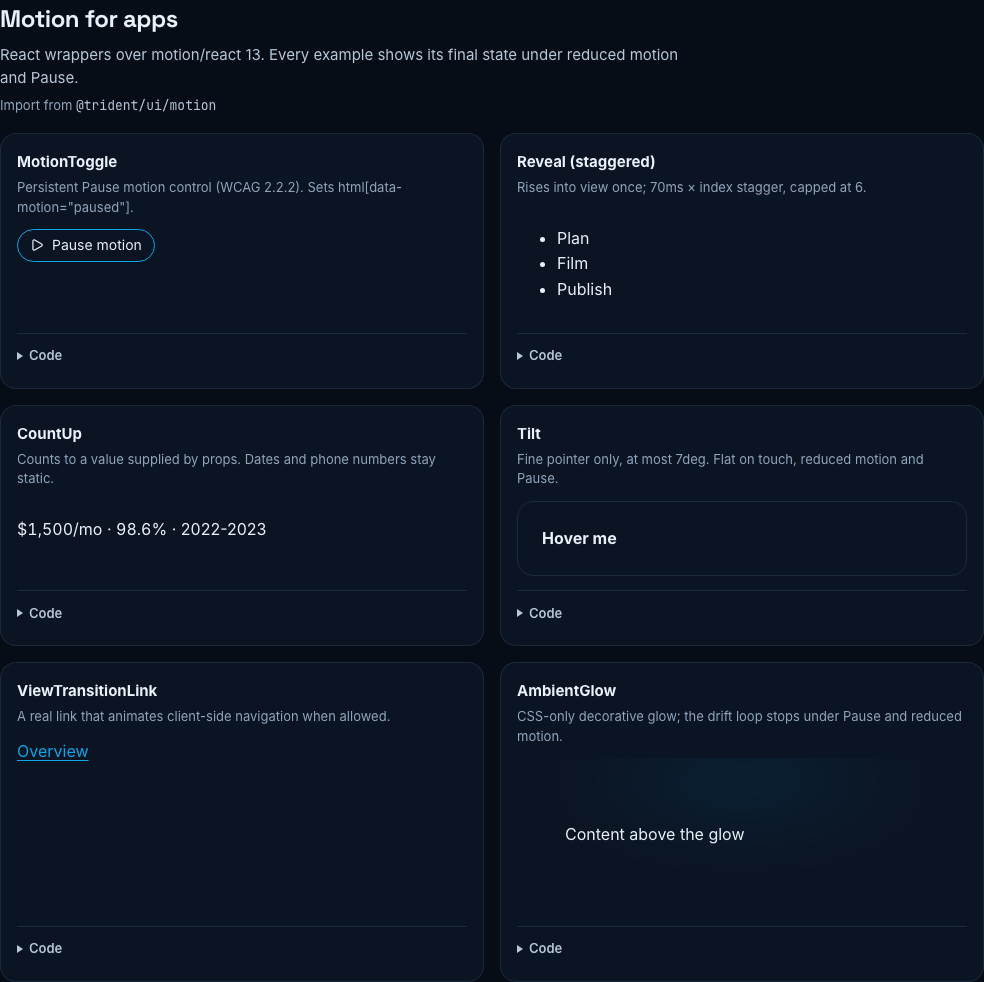 Motion for apps
React wrappers over motion/react 13. Every example shows its final state under reduced motion
and Pause.
Import from @trident/ui/motion
MotionToggle
Persistent Pause motion control (WCAG 2.2.2). Sets html[data-
motion="paused"].
Pause motion
Code
Reveal (staggered)
Rises into view once; 70ms × index stagger, capped at 6.
• Plan
• Film
• Publish
Code
CountUp
Counts to a value supplied by props. Dates and phone numbers stay
static.
$1,500/mo · 98.6% · 2022-2023
Code
Tilt
Fine pointer only, at most 7deg. Flat on touch, reduced motion and
Pause.
Hover me
Code
ViewTransitionLink
A real link that animates client-side navigation when allowed.
Overview
Code
AmbientGlow
CSS-only decorative glow; the drift loop stops under Pause and reduced
motion.
Content above the glow
Code